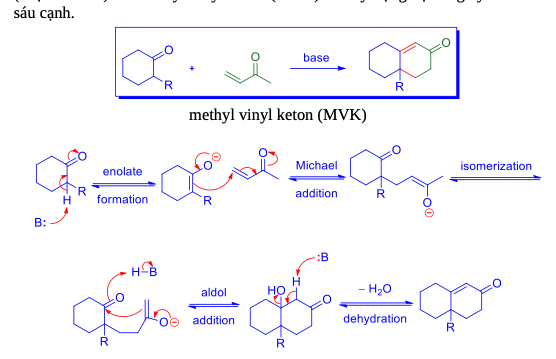 sáu cạnh.
O
O
O
+
base
R
R
methyl vinyl keton (MVK)
O
R
H
B:
enolate
formation
O
R
O
Michael
addition
O
R
O
isomerization
H–B
O
O
R
aldol
addition
:B
HO
H
O
R
– H2O
dehydration
O
R